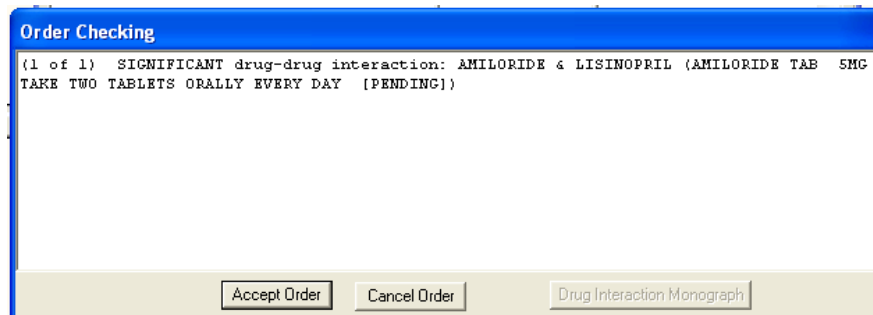 Order Checking
(1 of 1)  SIGNIFICANT drug-drug interaction: AMILORIDE & LISINOPRIL (AMILORIDE TAB  5MG
TAKE TWO TABLETS ORALLY EVERY DAY  [PENDING])
Accept Order
Cancel Order
Drug Interaction Monograph